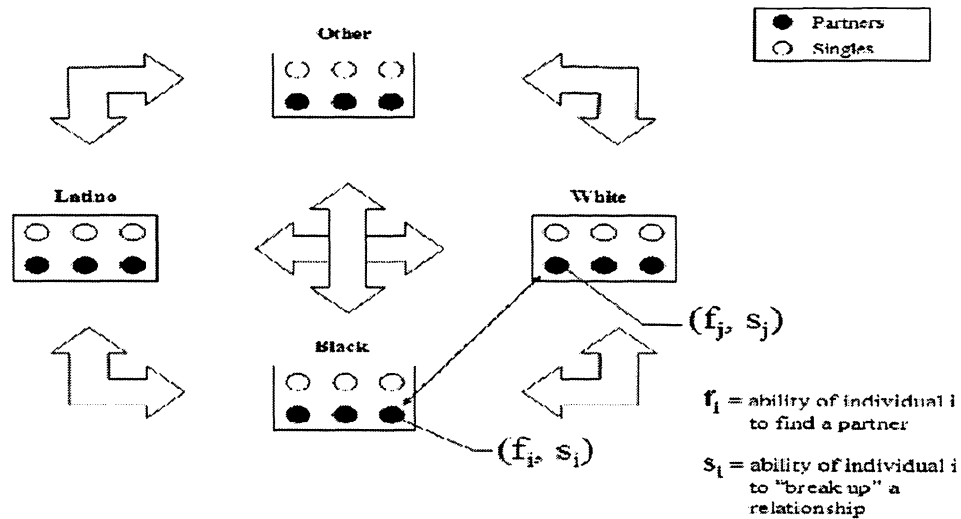 Other
Partners
Singles
Latino
White
(fⱼ, sⱼ)
Black
(fᵢ, sᵢ)
fᵢ = ability of individual i
to find a partner
sᵢ = ability of individual i
to "break up" a
relationship